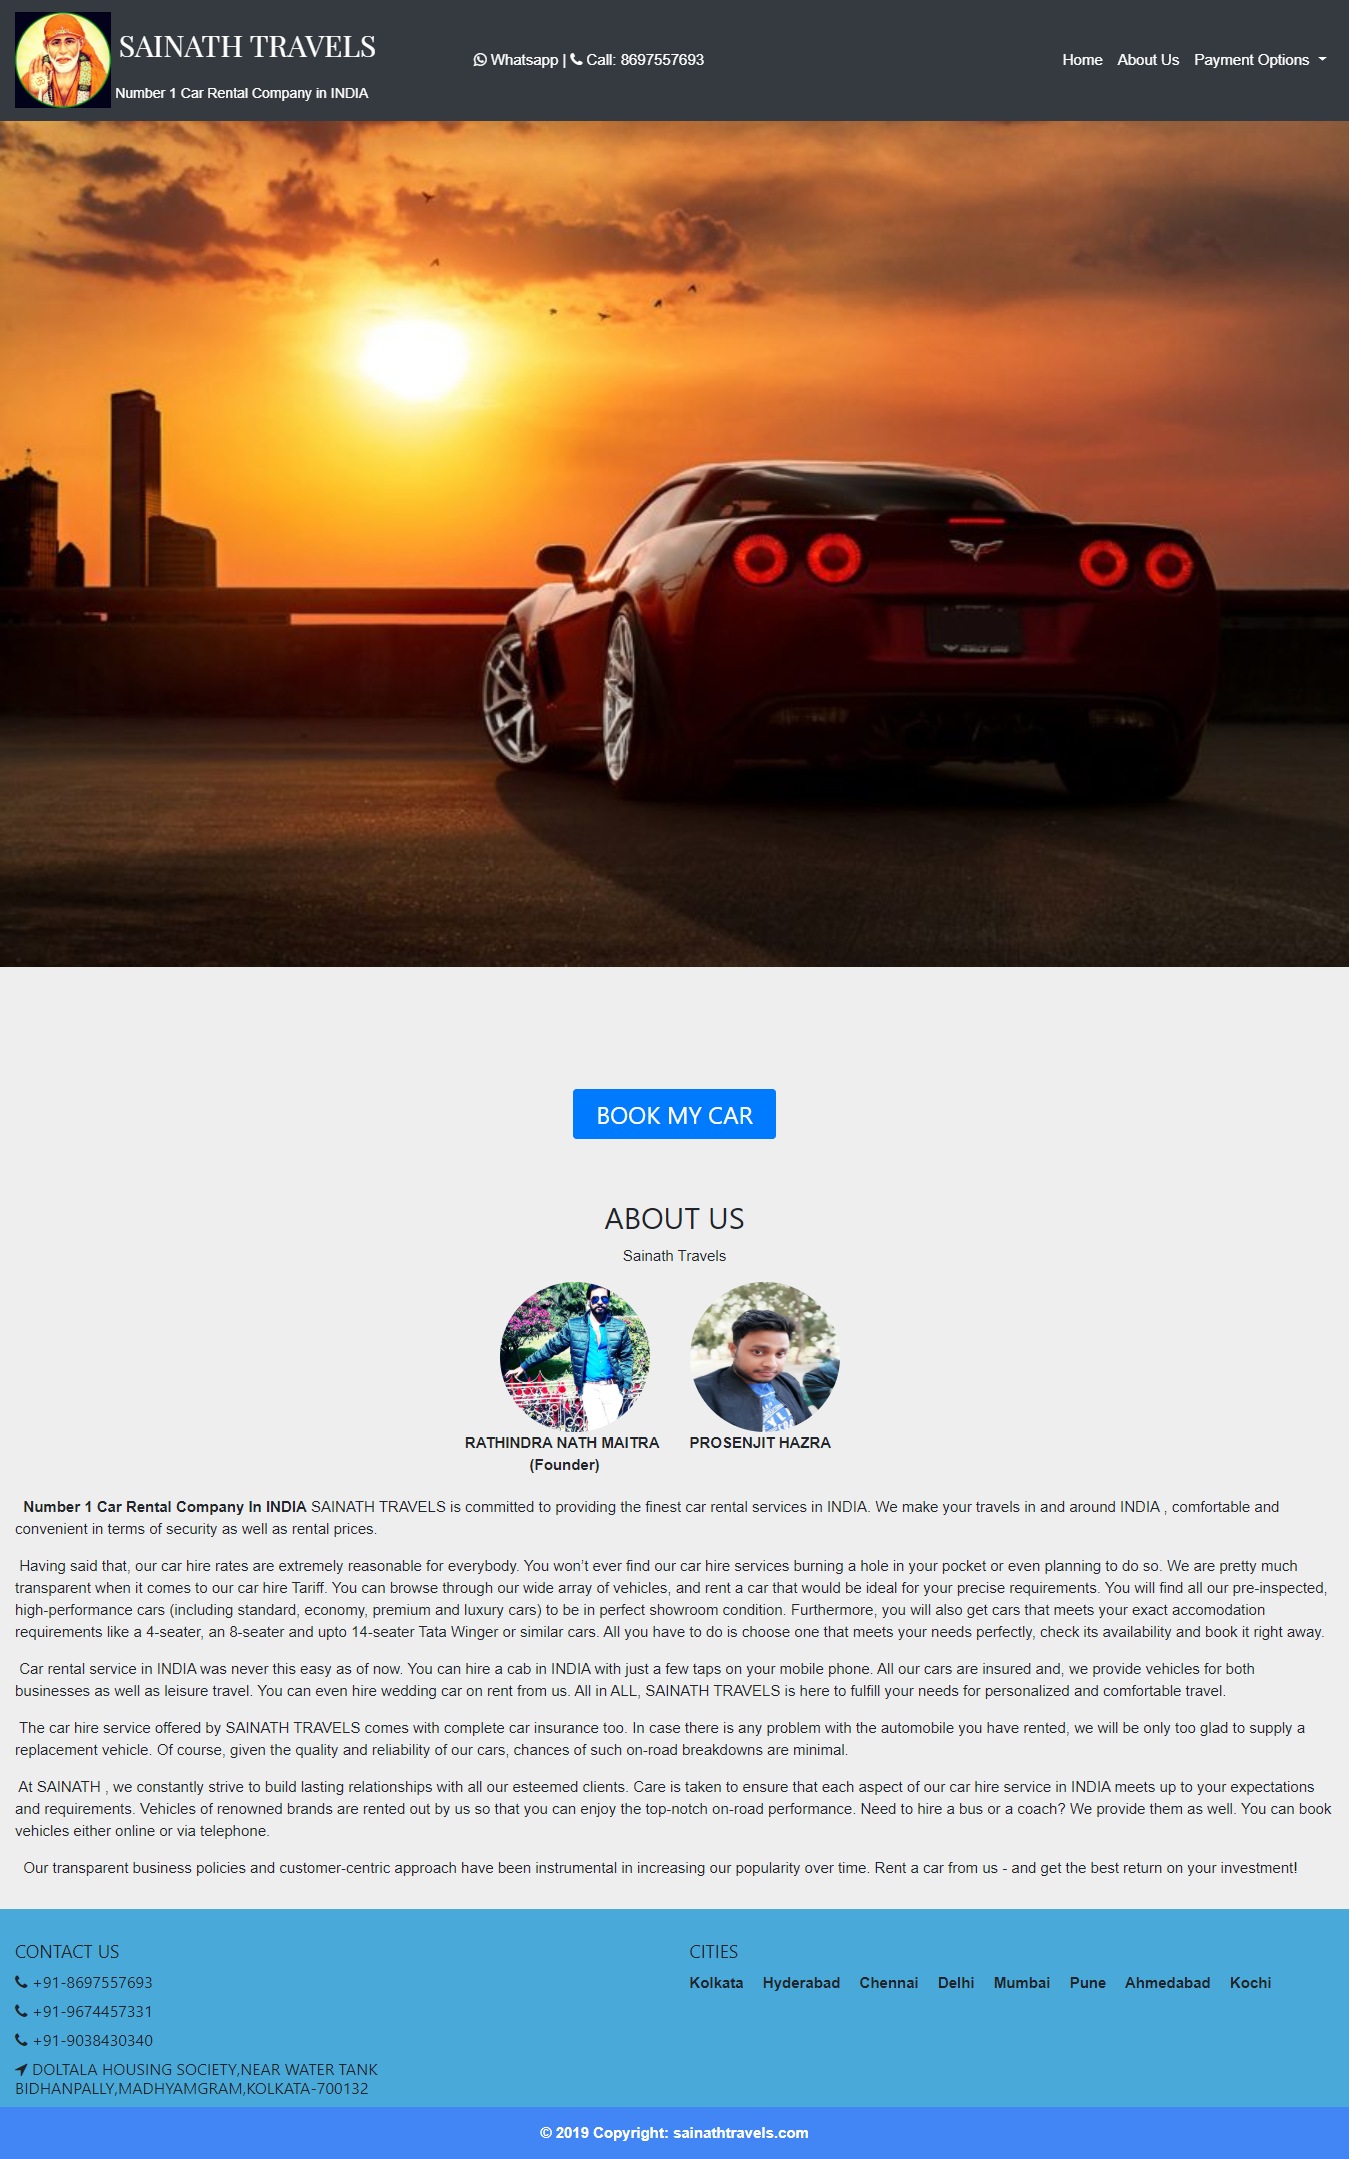 SAINATH TRAVELS
Number 1 Car Rental Company in INDIA
Whatsapp | Call: 8697557693
Home About Us Payment Options
BOOK MY CAR
ABOUT US
Sainath Travels
RATHINDRA NATH MAITRA
(Founder)
PROSENJIT HAZRA
Number 1 Car Rental Company In INDIA SAINATH TRAVELS is committed to providing the finest car rental services in INDIA. We make your travels in and around INDIA , comfortable and
convenient in terms of security as well as rental prices.
Having said that, our car hire rates are extremely reasonable for everybody. You won’t ever find our car hire services burning a hole in your pocket or even planning to do so. We are pretty much
transparent when it comes to our car hire Tariff. You can browse through our wide array of vehicles, and rent a car that would be ideal for your precise requirements. You will find all our pre-inspected,
high-performance cars (including standard, economy, premium and luxury cars) to be in perfect showroom condition. Furthermore, you will also get cars that meets your exact accomodation
requirements like a 4-seater, an 8-seater and upto 14-seater Tata Winger or similar cars. All you have to do is choose one that meets your needs perfectly, check its availability and book it right away.
Car rental service in INDIA was never this easy as of now. You can hire a cab in INDIA with just a few taps on your mobile phone. All our cars are insured and, we provide vehicles for both
businesses as well as leisure travel. You can even hire wedding car on rent from us. All in ALL, SAINATH TRAVELS is here to fulfill your needs for personalized and comfortable travel.
The car hire service offered by SAINATH TRAVELS comes with complete car insurance too. In case there is any problem with the automobile you have rented, we will be only too glad to supply a
replacement vehicle. Of course, given the quality and reliability of our cars, chances of such on-road breakdowns are minimal.
At SAINATH , we constantly strive to build lasting relationships with all our esteemed clients. Care is taken to ensure that each aspect of our car hire service in INDIA meets up to your expectations
and requirements. Vehicles of renowned brands are rented out by us so that you can enjoy the top-notch on-road performance. Need to hire a bus or a coach? We provide them as well. You can book
vehicles either online or via telephone.
Our transparent business policies and customer-centric approach have been instrumental in increasing our popularity over time. Rent a car from us - and get the best return on your investment!
CONTACT US
+91-8697557693
+91-9674457331
+91-9038430340
DOLTALA HOUSING SOCIETY,NEAR WATER TANK
BIDHANPALLY,MADHYAMGRAM,KOLKATA-700132
CITIES
Kolkata Hyderabad Chennai Delhi Mumbai Pune Ahmedabad Kochi
© 2019 Copyright: sainathtravels.com